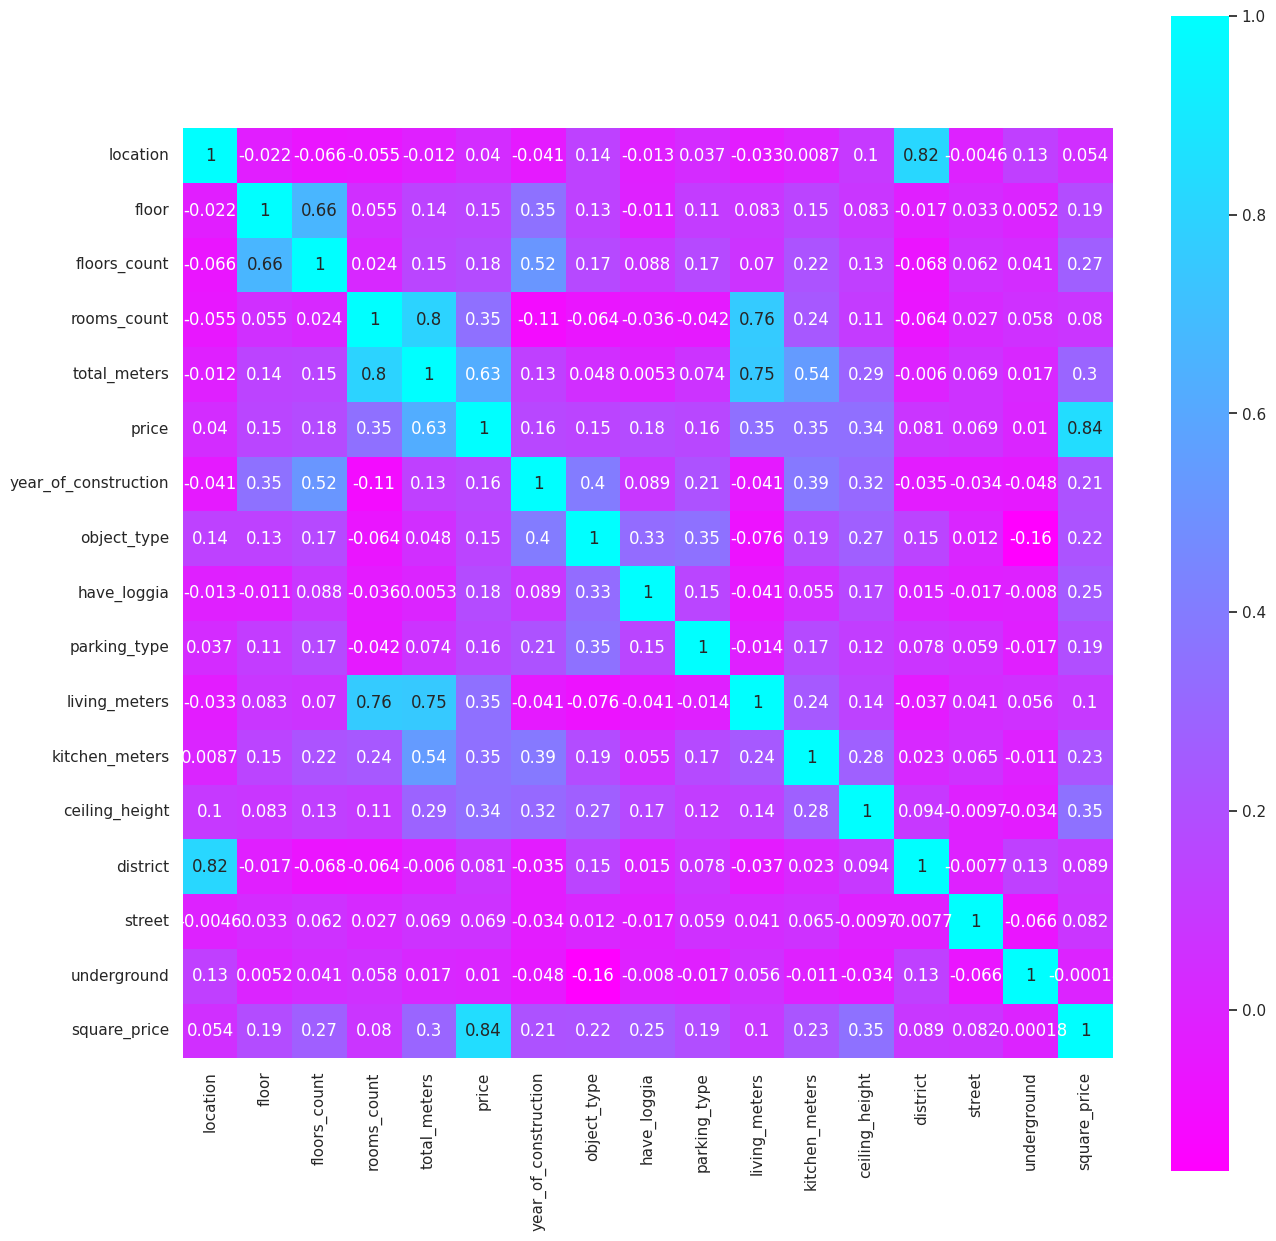 1.0
location 1 -0.022 -0.066 -0.055 -0.012 0.04 -0.041 0.14 -0.013 0.037 -0.033 0.0087 0.1 0.82 -0.0046 0.13 0.054
floor -0.022 1 0.66 0.055 0.14 0.15 0.35 0.13 -0.011 0.11 0.083 0.15 0.083 -0.017 0.033 0.0052 0.19
0.8
floors_count -0.066 0.66 1 0.024 0.15 0.18 0.52 0.17 0.088 0.17 0.07 0.22 0.13 -0.068 0.062 0.041 0.27
rooms_count -0.055 0.055 0.024 1 0.8 0.35 -0.11 -0.064 -0.036 -0.042 0.76 0.24 0.11 -0.064 0.027 0.058 0.08
total_meters -0.012 0.14 0.15 0.8 1 0.63 0.13 0.048 0.0053 0.074 0.75 0.54 0.29 -0.006 0.069 0.017 0.3
0.6
price 0.04 0.15 0.18 0.35 0.63 1 0.16 0.15 0.18 0.16 0.35 0.35 0.34 0.081 0.069 0.01 0.84
year_of_construction -0.041 0.35 0.52 -0.11 0.13 0.16 1 0.4 0.089 0.21 -0.041 0.39 0.32 -0.035 -0.034 -0.048 0.21
object_type 0.14 0.13 0.17 -0.064 0.048 0.15 0.4 1 0.33 0.35 -0.076 0.19 0.27 0.15 0.012 -0.16 0.22
have_loggia -0.013 -0.011 0.088 -0.036 0.0053 0.18 0.089 0.33 1 0.15 -0.041 0.055 0.17 0.015 -0.017 -0.008 0.25
0.4
parking_type 0.037 0.11 0.17 -0.042 0.074 0.16 0.21 0.35 0.15 1 -0.014 0.17 0.12 0.078 0.059 -0.017 0.19
living_meters -0.033 0.083 0.07 0.76 0.75 0.35 -0.041 -0.076 -0.041 -0.014 1 0.24 0.14 -0.037 0.041 0.056 0.1
kitchen_meters 0.0087 0.15 0.22 0.24 0.54 0.35 0.39 0.19 0.055 0.17 0.24 1 0.28 0.023 0.065 -0.011 0.23
ceiling_height 0.1 0.083 0.13 0.11 0.29 0.34 0.32 0.27 0.17 0.12 0.14 0.28 1 0.094 -0.0097 -0.034 0.35
0.2
district 0.82 -0.017 -0.068 -0.064 -0.006 0.081 -0.035 0.15 0.015 0.078 -0.037 0.023 0.094 1 -0.0077 0.13 0.089
street -0.0046 0.033 0.062 0.027 0.069 0.069 -0.034 0.012 -0.017 0.059 0.041 0.065 -0.0097 -0.0077 1 -0.066 0.082
underground 0.13 0.0052 0.041 0.058 0.017 0.01 -0.048 -0.16 -0.008 -0.017 0.056 -0.011 -0.034 0.13 -0.066 1 -0.0001
0.0
square_price 0.054 0.19 0.27 0.08 0.3 0.84 0.21 0.22 0.25 0.19 0.1 0.23 0.35 0.089 0.082 -0.00018 1
location floor floors_count rooms_count total_meters price year_of_construction object_type have_loggia parking_type living_meters kitchen_meters ceiling_height district street underground square_price